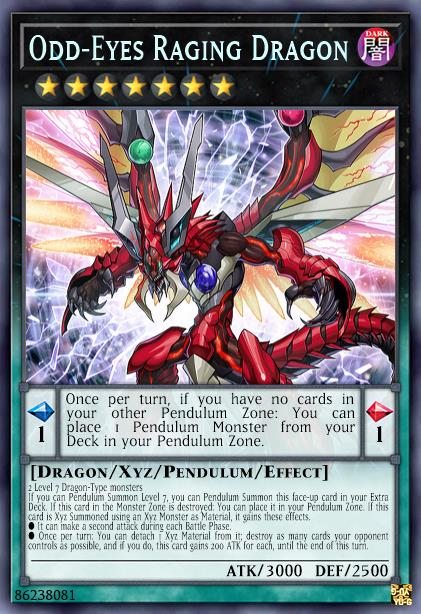 ODD-EYES RAGING DRAGON
DARK
闇
Once per turn, if you have no cards in
your other Pendulum Zone: You can
place 1 Pendulum Monster from your
Deck in your Pendulum Zone.
1
1
[DRAGON/XYZ/PENDULUM/EFFECT]
2 Level 7 Dragon-Type monsters
If you can Pendulum Summon Level 7, you can Pendulum Summon this face-up card in your Extra
Deck. If this card in the Monster Zone is destroyed: You can place it in your Pendulum Zone. If this
card is Xyz Summoned using an Xyz Monster as Material, it gains these effects.
● It can make a second attack during each Battle Phase.
● Once per turn: You can detach 1 Xyz Material from it; destroy as many cards your opponent
controls as possible, and if you do, this card gains 200 ATK for each, until the end of this turn.
ATK/3000 DEF/2500
86238081